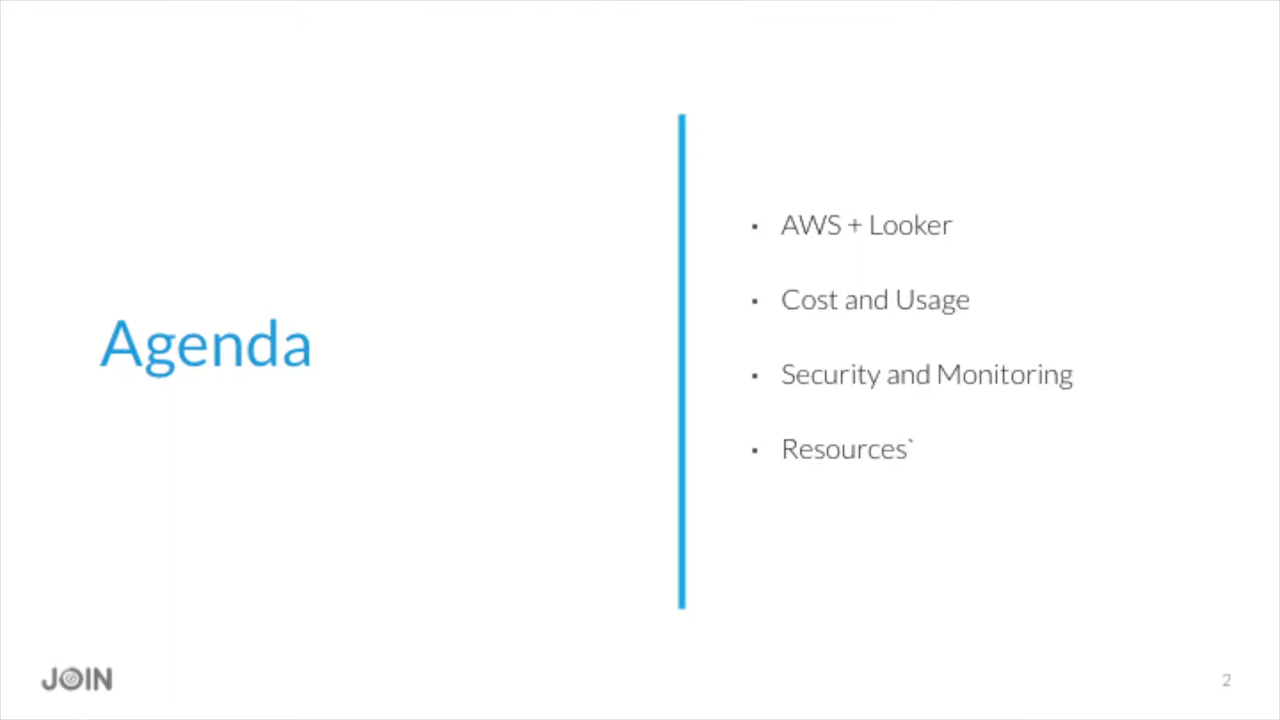 Agenda
AWS + Looker
Cost and Usage
Security and Monitoring
Resources`
JOIN
2